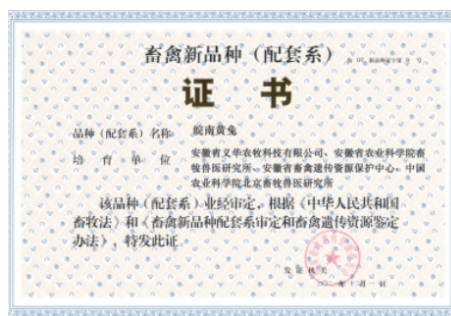 畜禽新品种（配套系）
证书
品种（配套系）名称 皖南黄兔
培育单位 安徽省义华农牧科技有限公司、安徽省农业科学院畜
牧兽医研究所、安徽省畜禽遗传资源保护中心、中国
农业科学院北京畜牧兽医研究所
该品种（配套系）业经审定，根据《中华人民共和国
畜牧法》和《畜禽新品种配套系审定和畜禽遗传资源鉴定
办法》，特发此证。
发证机关